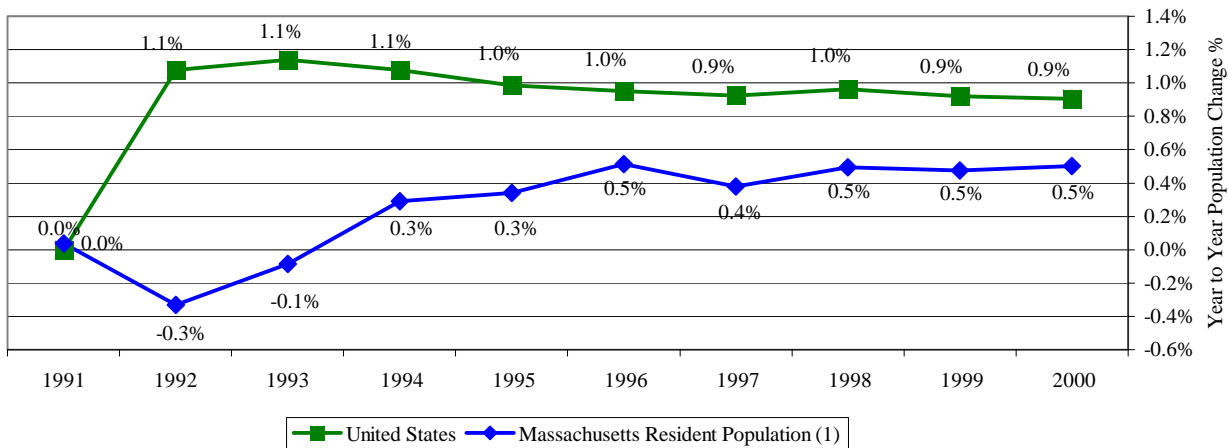 1.4%
1.2%
1.0%
0.8%
0.6%
0.4%
0.2%
0.0%
-0.2%
-0.4%
-0.6%
Year to Year Population Change %
1.1% 1.1% 1.1% 1.0% 1.0% 0.9% 1.0% 0.9% 0.9%
0.0%
0.0%
-0.3% -0.1% 0.3% 0.3% 0.5% 0.4% 0.5% 0.5% 0.5%
1991 1992 1993 1994 1995 1996 1997 1998 1999 2000
United States Massachusetts Resident Population (1)